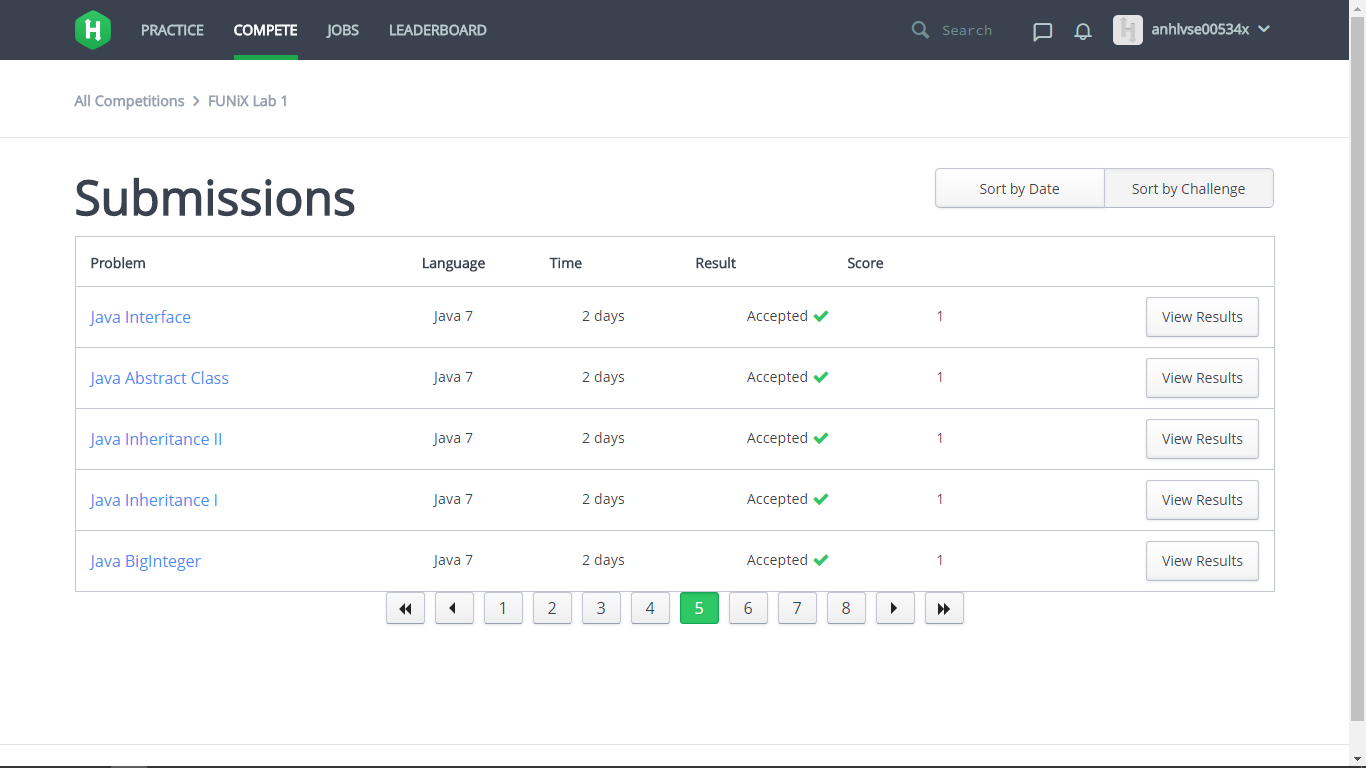 PRACTICE COMPETE JOBS LEADERBOARD Search anhlvse00534x
All Competitions FUNiX Lab 1
Submissions
Sort by Date Sort by Challenge
Problem Language Time Result Score
Java Interface Java 7 2 days Accepted 1 View Results
Java Abstract Class Java 7 2 days Accepted 1 View Results
Java Inheritance II Java 7 2 days Accepted 1 View Results
Java Inheritance I Java 7 2 days Accepted 1 View Results
Java BigInteger Java 7 2 days Accepted 1 View Results
1 2 3 4 5 6 7 8